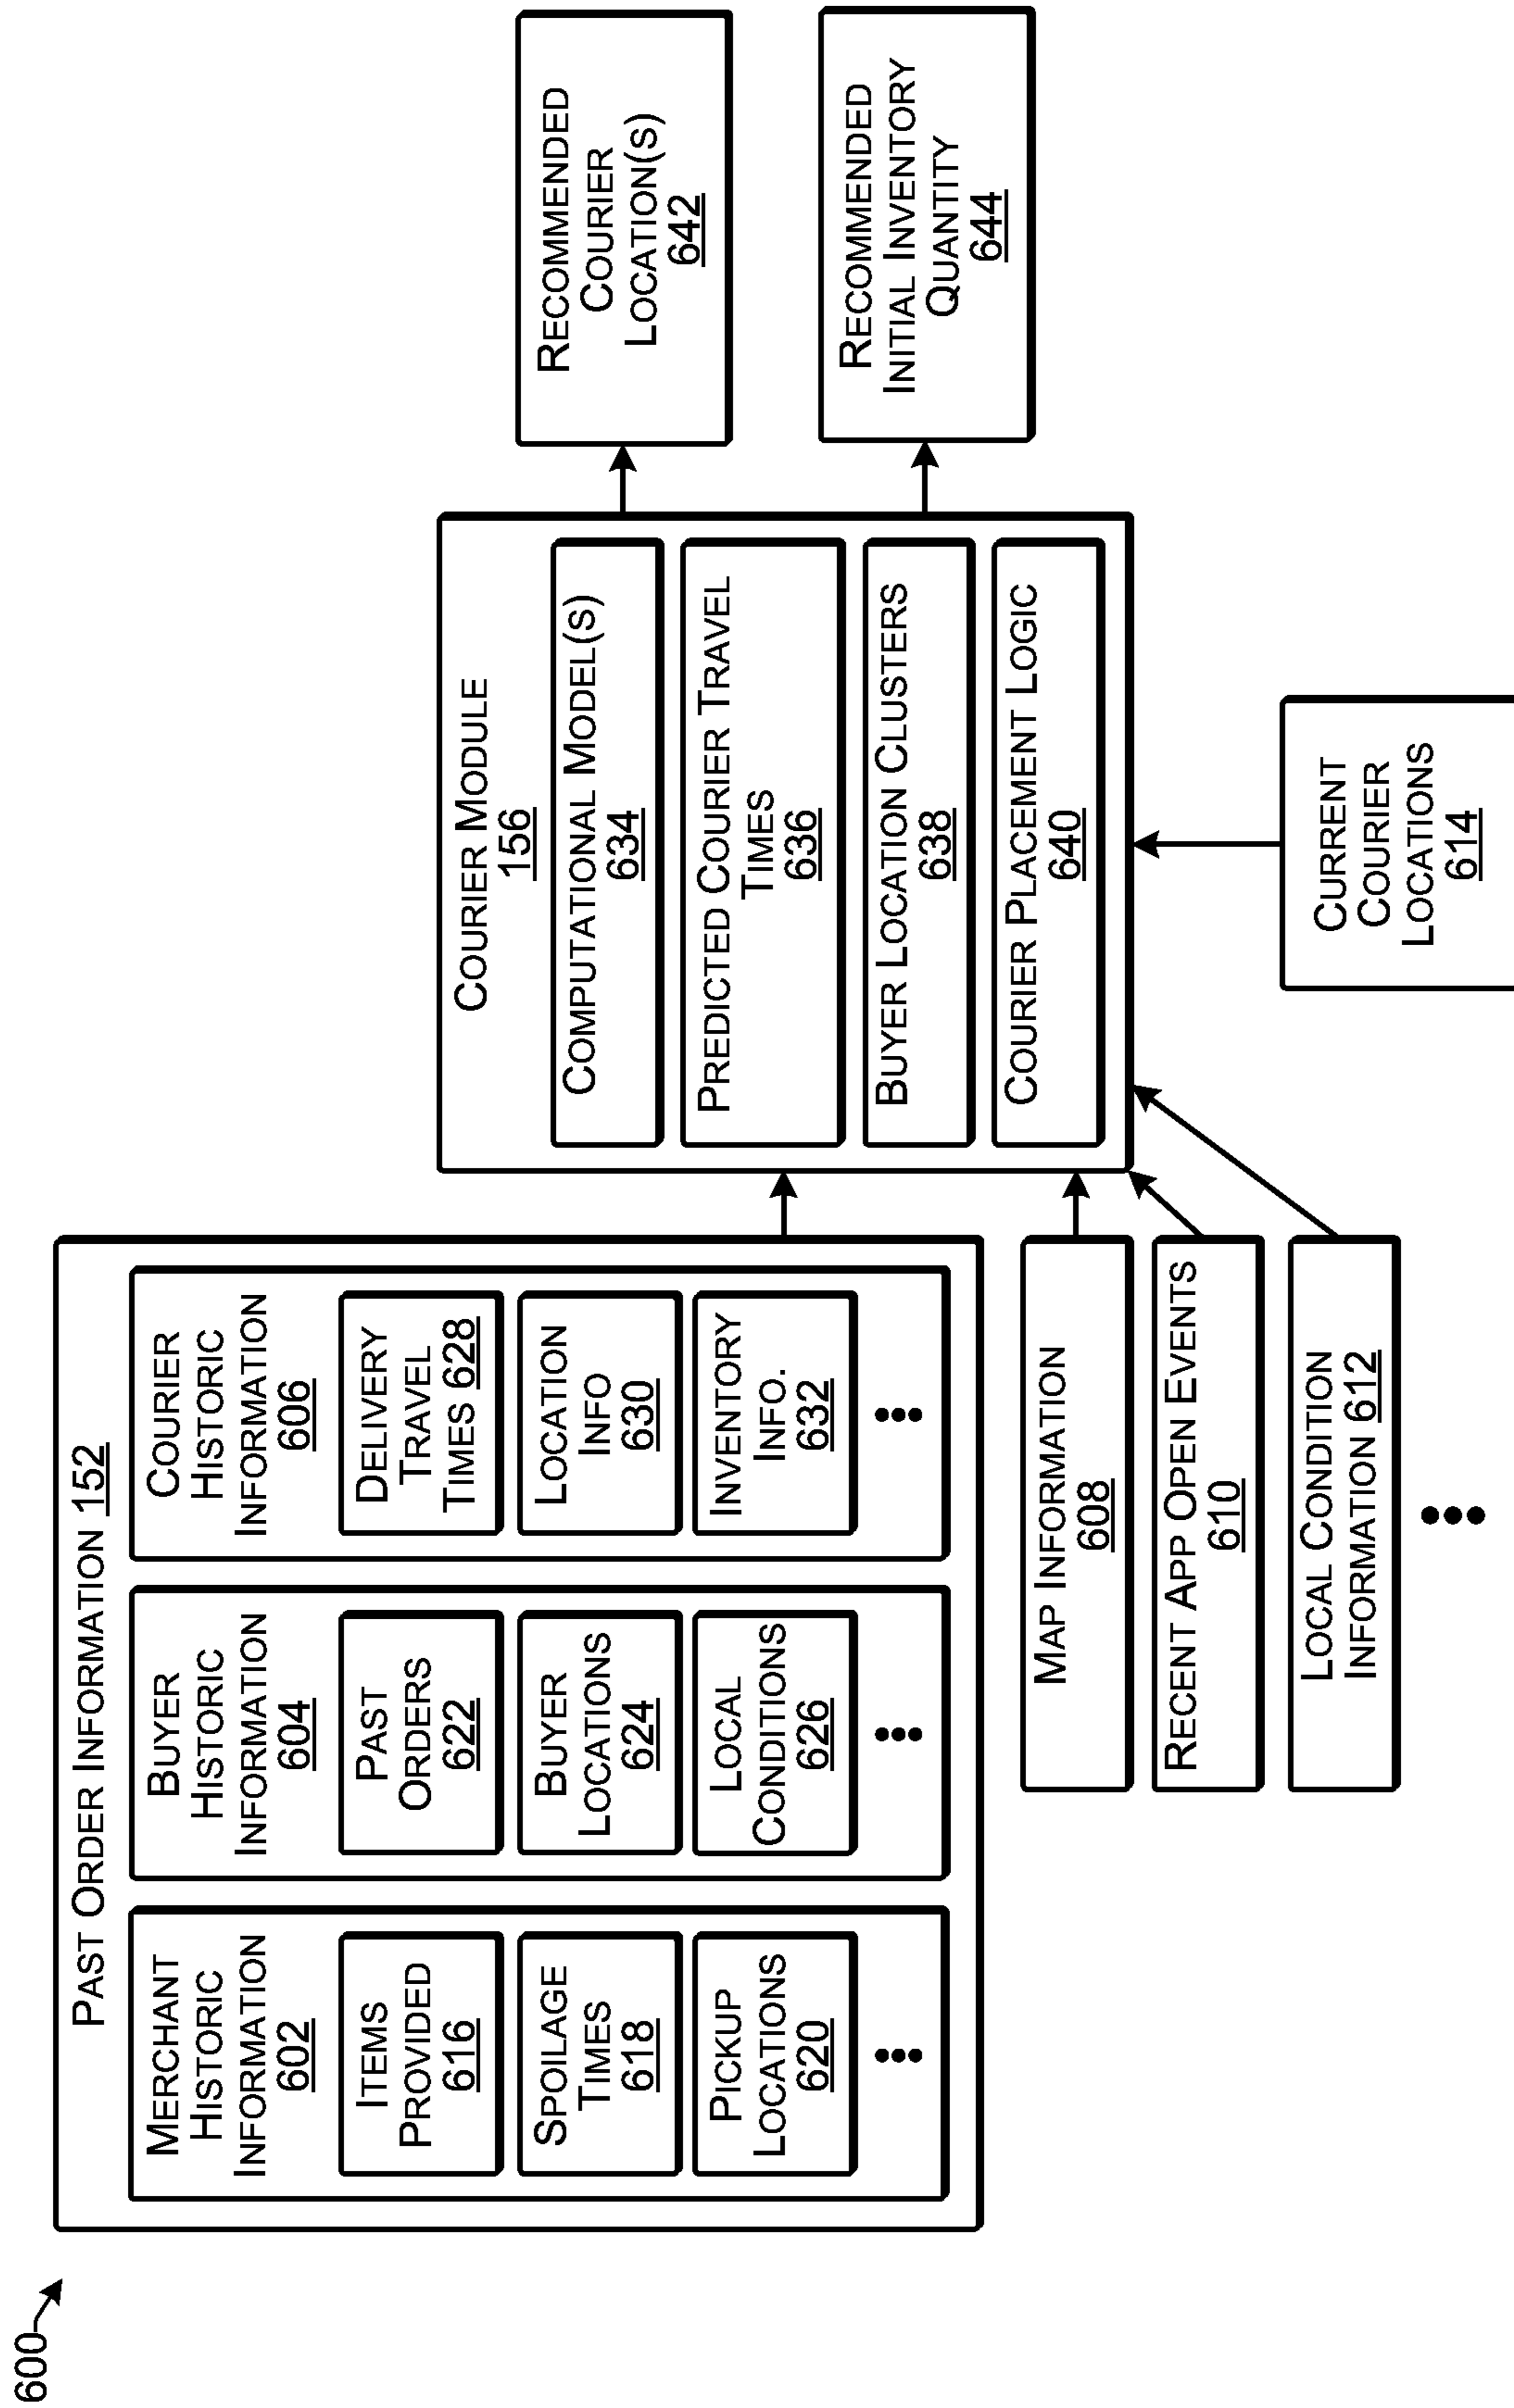 600
PAST ORDER INFORMATION 152
MERCHANT
HISTORIC
INFORMATION
602
ITEMS
PROVIDED
616
SPOILAGE
TIMES
618
PICKUP
LOCATIONS
620
•••
BUYER
HISTORIC
INFORMATION
604
PAST
ORDERS
622
BUYER
LOCATIONS
624
LOCAL
CONDITIONS
626
•••
COURIER
HISTORIC
INFORMATION
606
DELIVERY
TRAVEL
TIMES 628
LOCATION
INFO
630
INVENTORY
INFO.
632
•••
MAP INFORMATION
608
RECENT APP OPEN EVENTS
610
LOCAL CONDITION
INFORMATION 612
•••
COURIER MODULE
156
COMPUTATIONAL MODEL(S)
634
PREDICTED COURIER TRAVEL
TIMES
636
BUYER LOCATION CLUSTERS
638
COURIER PLACEMENT LOGIC
640
CURRENT
COURIER
LOCATIONS
614
RECOMMENDED
COURIER
LOCATION(S)
642
RECOMMENDED
INITIAL INVENTORY
QUANTITY
644